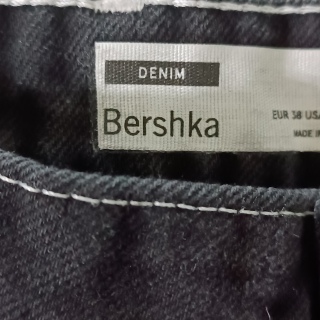 DENIM
Bershka
EUR 38 USA
MADE IN